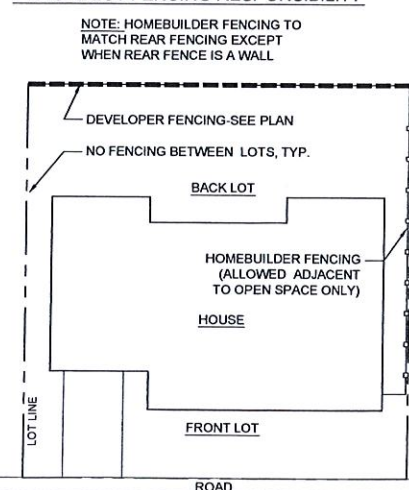 FENCING RESPONSIBILITY
NOTE: HOMEBUILDER FENCING TO
MATCH REAR FENCING EXCEPT
WHEN REAR FENCE IS A WALL
DEVELOPER FENCING-SEE PLAN
NO FENCING BETWEEN LOTS, TYP.
BACK LOT
HOMEBUILDER FENCING
(ALLOWED ADJACENT
TO OPEN SPACE ONLY)
HOUSE
LOT LINE
FRONT LOT
ROAD